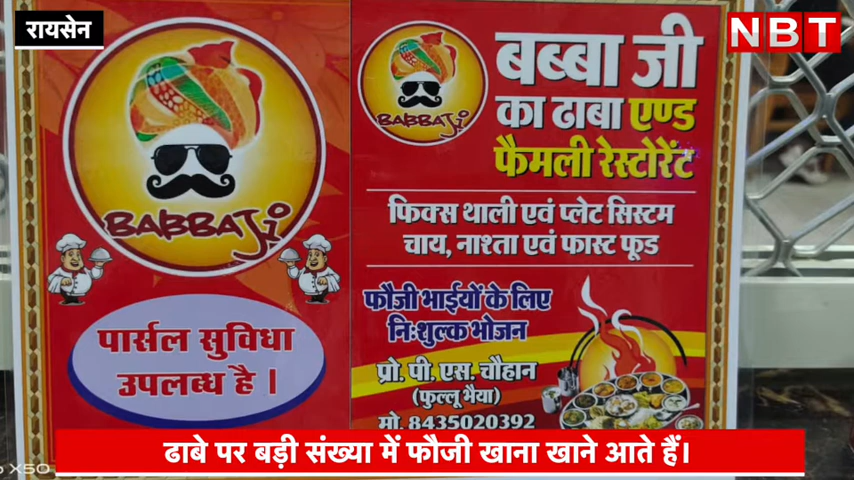 रायसेन
NBT
BABBAJi
पार्सल सुविधा
उपलब्ध है ।
BABBAJi
बब्बा जी
का ढाबा एण्ड
फैमली रेस्टोरेंट
फिक्स थाली एवं प्लेट सिस्टम
चाय, नाश्ता एवं फास्ट फूड
फौजी भाईयों के लिए
निःशुल्क भोजन
प्रो. पी. एस. चौहान
(फुल्लू भैया)
मो. 8435020392
ढाबे पर बड़ी संख्या में फौजी खाना खाने आते हैं।
X50